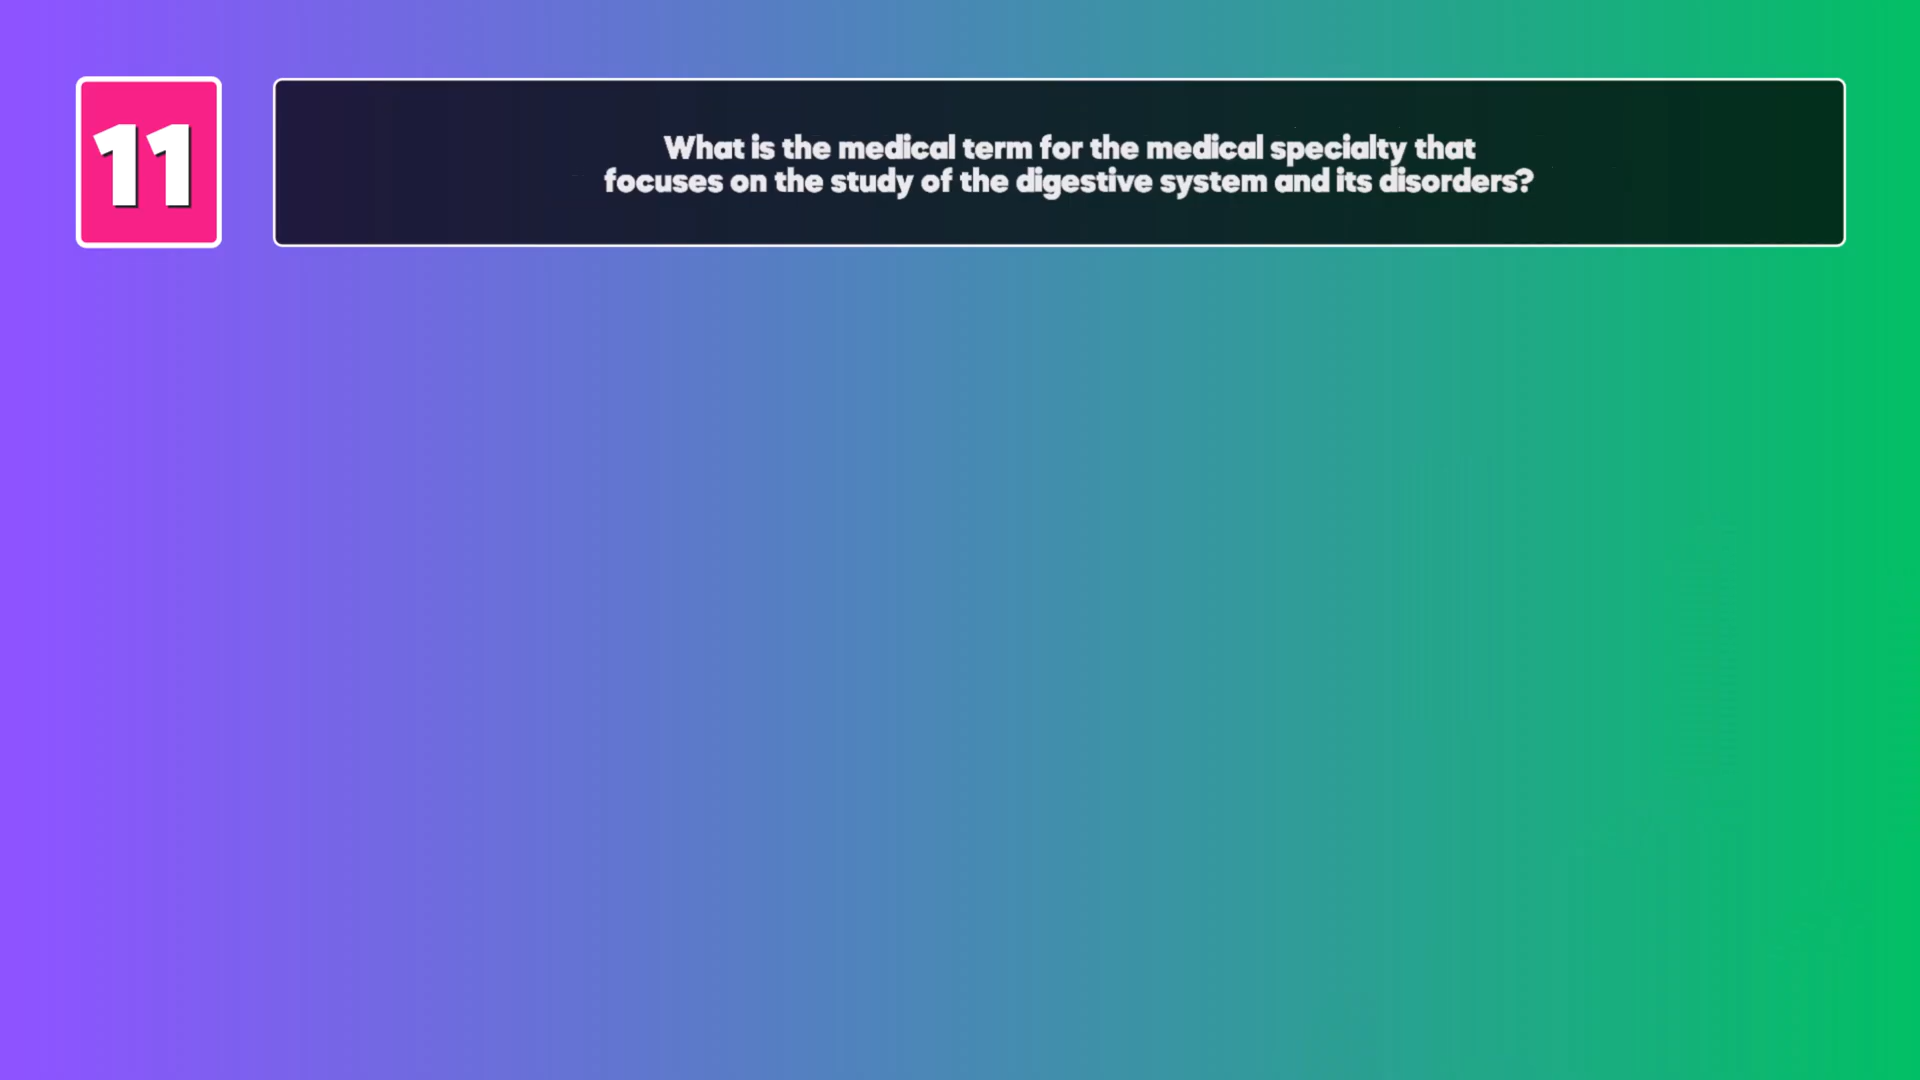 11
What is the medical term for the medical specialty that
focuses on the study of the digestive system and its disorders?